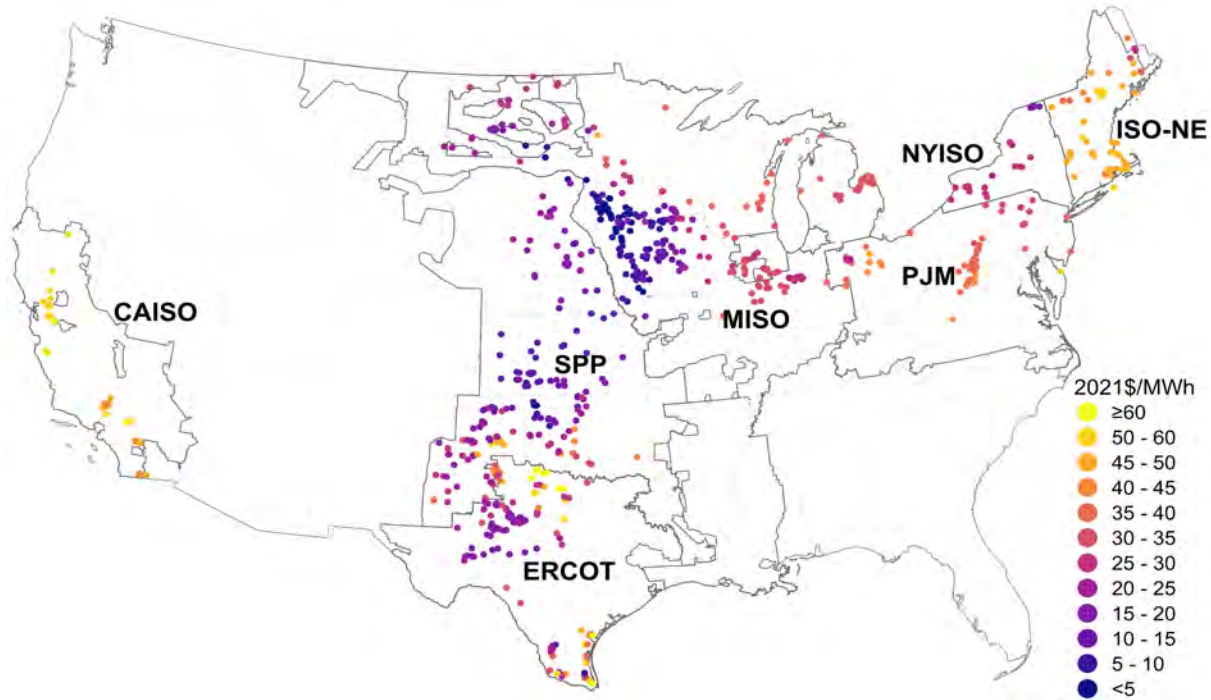 ISO-NE
NYISO
PJM
CAISO
MISO
SPP
ERCOT
2021$/MWh
≥60
50 - 60
45 - 50
40 - 45
35 - 40
30 - 35
25 - 30
20 - 25
15 - 20
10 - 15
5 - 10
<5